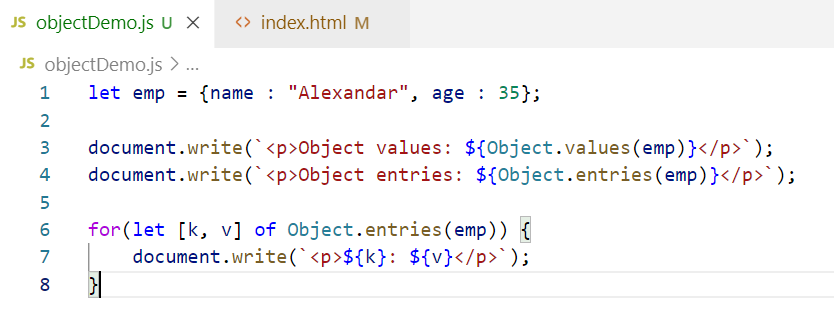 JS objectDemo.js U × <> index.html M
JS objectDemo.js > ...
1 let emp = {name : "Alexandar", age : 35};
2
3 document.write(`<p>Object values: ${Object.values(emp)}</p>`);
4 document.write(`<p>Object entries: ${Object.entries(emp)}</p>`);
5
6 for(let [k, v] of Object.entries(emp)) {
7     document.write(`<p>${k}: ${v}</p>`);
8 }